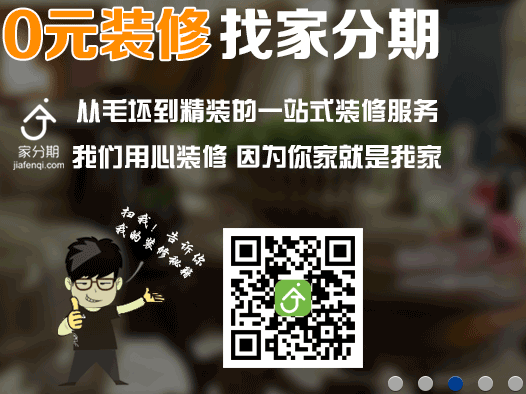 0元装修 找家分期
从毛坯到精装的一站式装修服务
家分期
jiafenqi.com
我们用心装修 因为你家就是我家
扫我！告诉你
我的装修秘籍